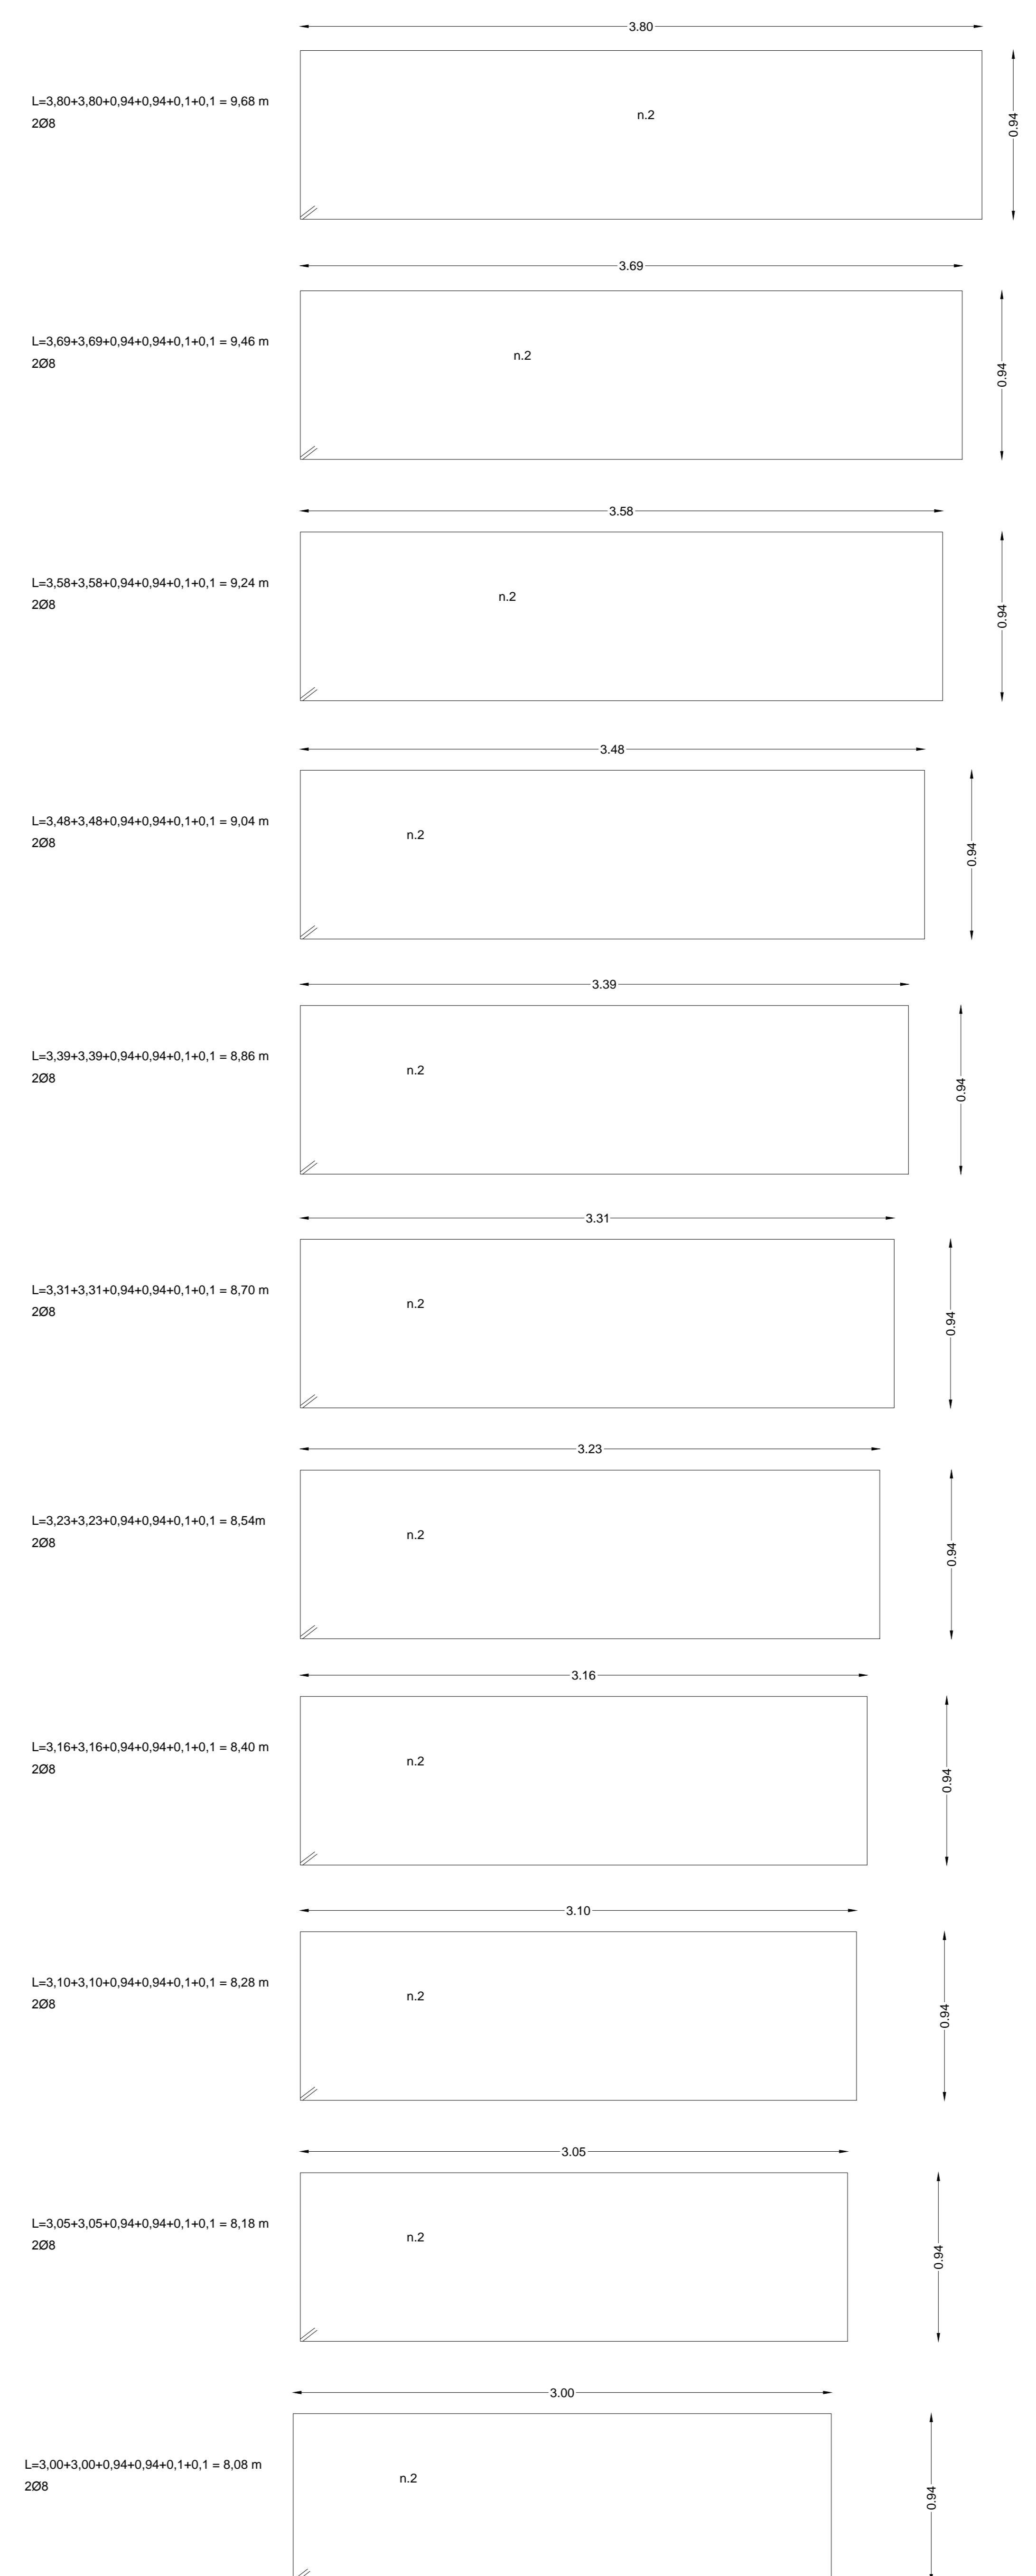 3.80
L=3,80+3,80+0,94+0,94+0,1+0,1 = 9,68 m
2Ø8
n.2
0.94
3.69
L=3,69+3,69+0,94+0,94+0,1+0,1 = 9,46 m
2Ø8
n.2
0.94
3.58
L=3,58+3,58+0,94+0,94+0,1+0,1 = 9,24 m
2Ø8
n.2
0.94
3.48
L=3,48+3,48+0,94+0,94+0,1+0,1 = 9,04 m
2Ø8
n.2
0.94
3.39
L=3,39+3,39+0,94+0,94+0,1+0,1 = 8,86 m
2Ø8
n.2
0.94
3.31
L=3,31+3,31+0,94+0,94+0,1+0,1 = 8,70 m
2Ø8
n.2
0.94
3.23
L=3,23+3,23+0,94+0,94+0,1+0,1 = 8,54m
2Ø8
n.2
0.94
3.16
L=3,16+3,16+0,94+0,94+0,1+0,1 = 8,40 m
2Ø8
n.2
0.94
3.10
L=3,10+3,10+0,94+0,94+0,1+0,1 = 8,28 m
2Ø8
n.2
0.94
3.05
L=3,05+3,05+0,94+0,94+0,1+0,1 = 8,18 m
2Ø8
n.2
0.94
3.00
L=3,00+3,00+0,94+0,94+0,1+0,1 = 8,08 m
2Ø8
n.2
0.94